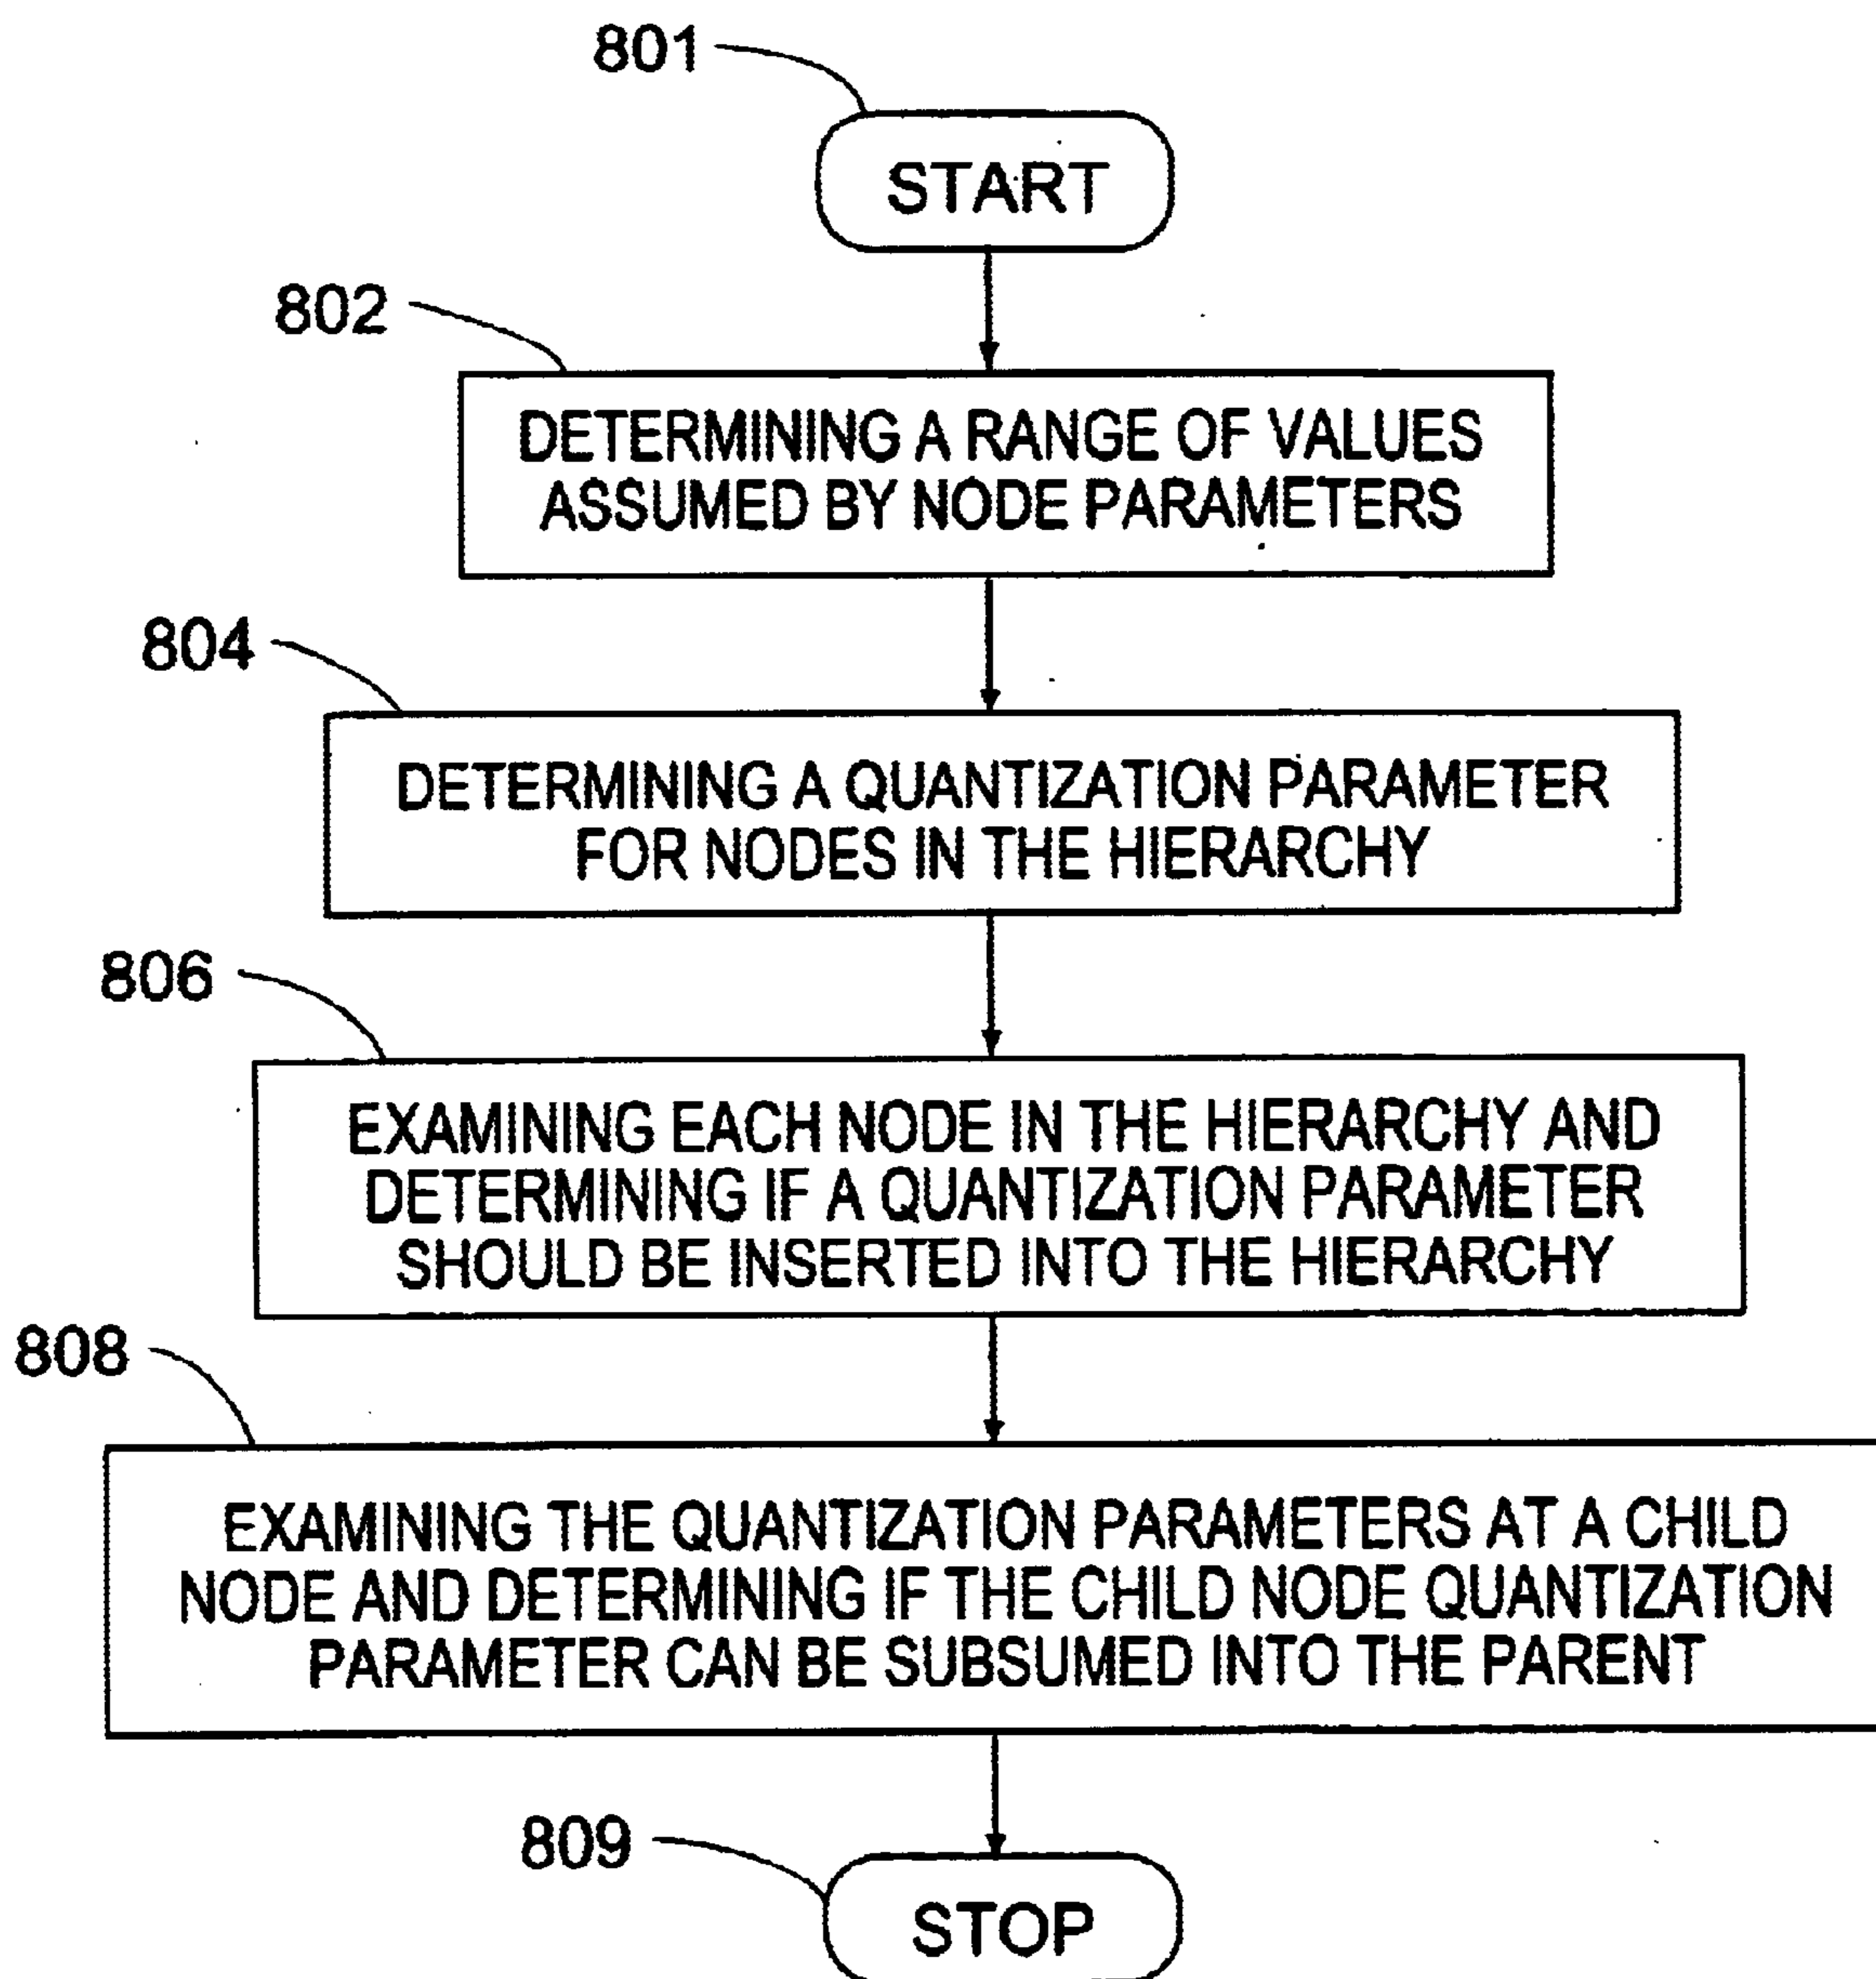 801
START
802
DETERMINING A RANGE OF VALUES
ASSUMED BY NODE PARAMETERS
804
DETERMINING A QUANTIZATION PARAMETER
FOR NODES IN THE HIERARCHY
806
EXAMINING EACH NODE IN THE HIERARCHY AND
DETERMINING IF A QUANTIZATION PARAMETER
SHOULD BE INSERTED INTO THE HIERARCHY
808
EXAMINING THE QUANTIZATION PARAMETERS AT A CHILD
NODE AND DETERMINING IF THE CHILD NODE QUANTIZATION
PARAMETER CAN BE SUBSUMED INTO THE PARENT
809
STOP